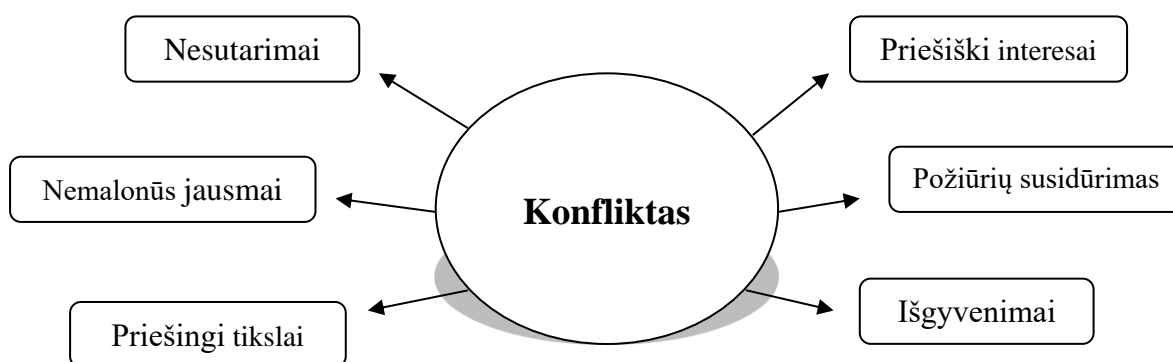 Nesutarimai
Priešiški interesai
Nemalonūs jausmai
Požiūrių susidūrimas
Konfliktas
Priešingi tikslai
Išgyvenimai